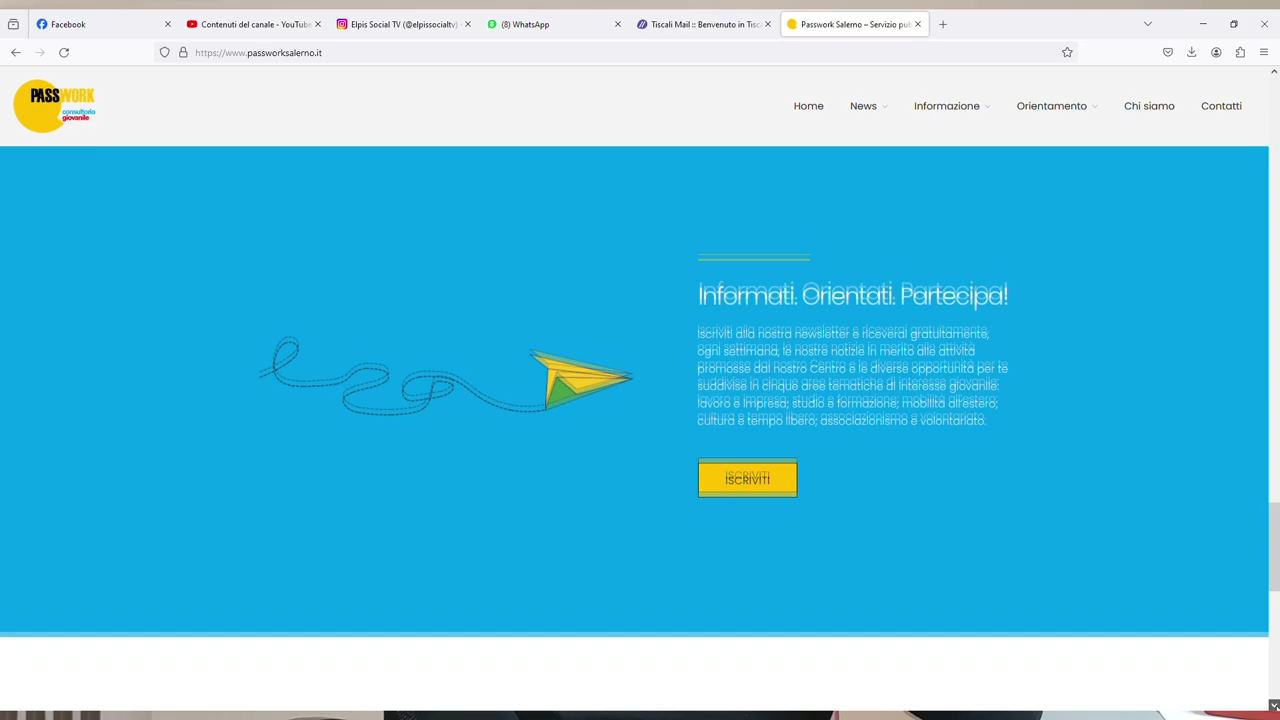 Facebook
Contenuti del canale - YouTube
Elpis Social TV (@elpissocialtv)
(8) WhatsApp
Tiscali Mail :: Benvenuto in Tisc
Passwork Salerno – Servizio pub
https://www.passworksalerno.it
PASSWORK
consultorio
giovanile
Home
News
Informazione
Orientamento
Chi siamo
Contatti
Informati. Orientati. Partecipa!
Iscriviti alla nostra newsletter e riceverai gratuitamente,
ogni settimana, le nostre notizie in merito alle attività
promosse dal nostro Centro e le diverse opportunità per te
suddivise in cinque aree tematiche di interesse giovanile:
lavoro e impresa; studio e formazione; mobilità all'estero;
cultura e tempo libero; associazionismo e volontariato.
ISCRIVITI